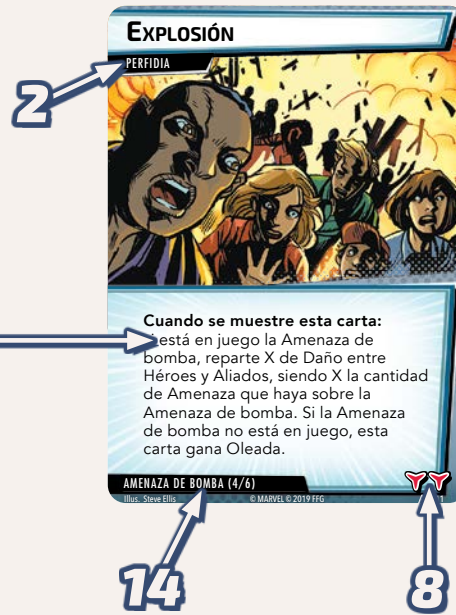 EXPLOSIÓN
PERFIDIA
2
Cuando se muestre esta carta:
está en juego la Amenaza de
bomba, reparte X de Daño entre
Héroes y Aliados, siendo X la cantidad
de Amenaza que haya sobre la
Amenaza de bomba. Si la Amenaza
de bomba no está en juego, esta
carta gana Oleada.
AMENAZA DE BOMBA (4/6)
Illus. Steve Ellis © MARVEL © 2019 FFG
14
8